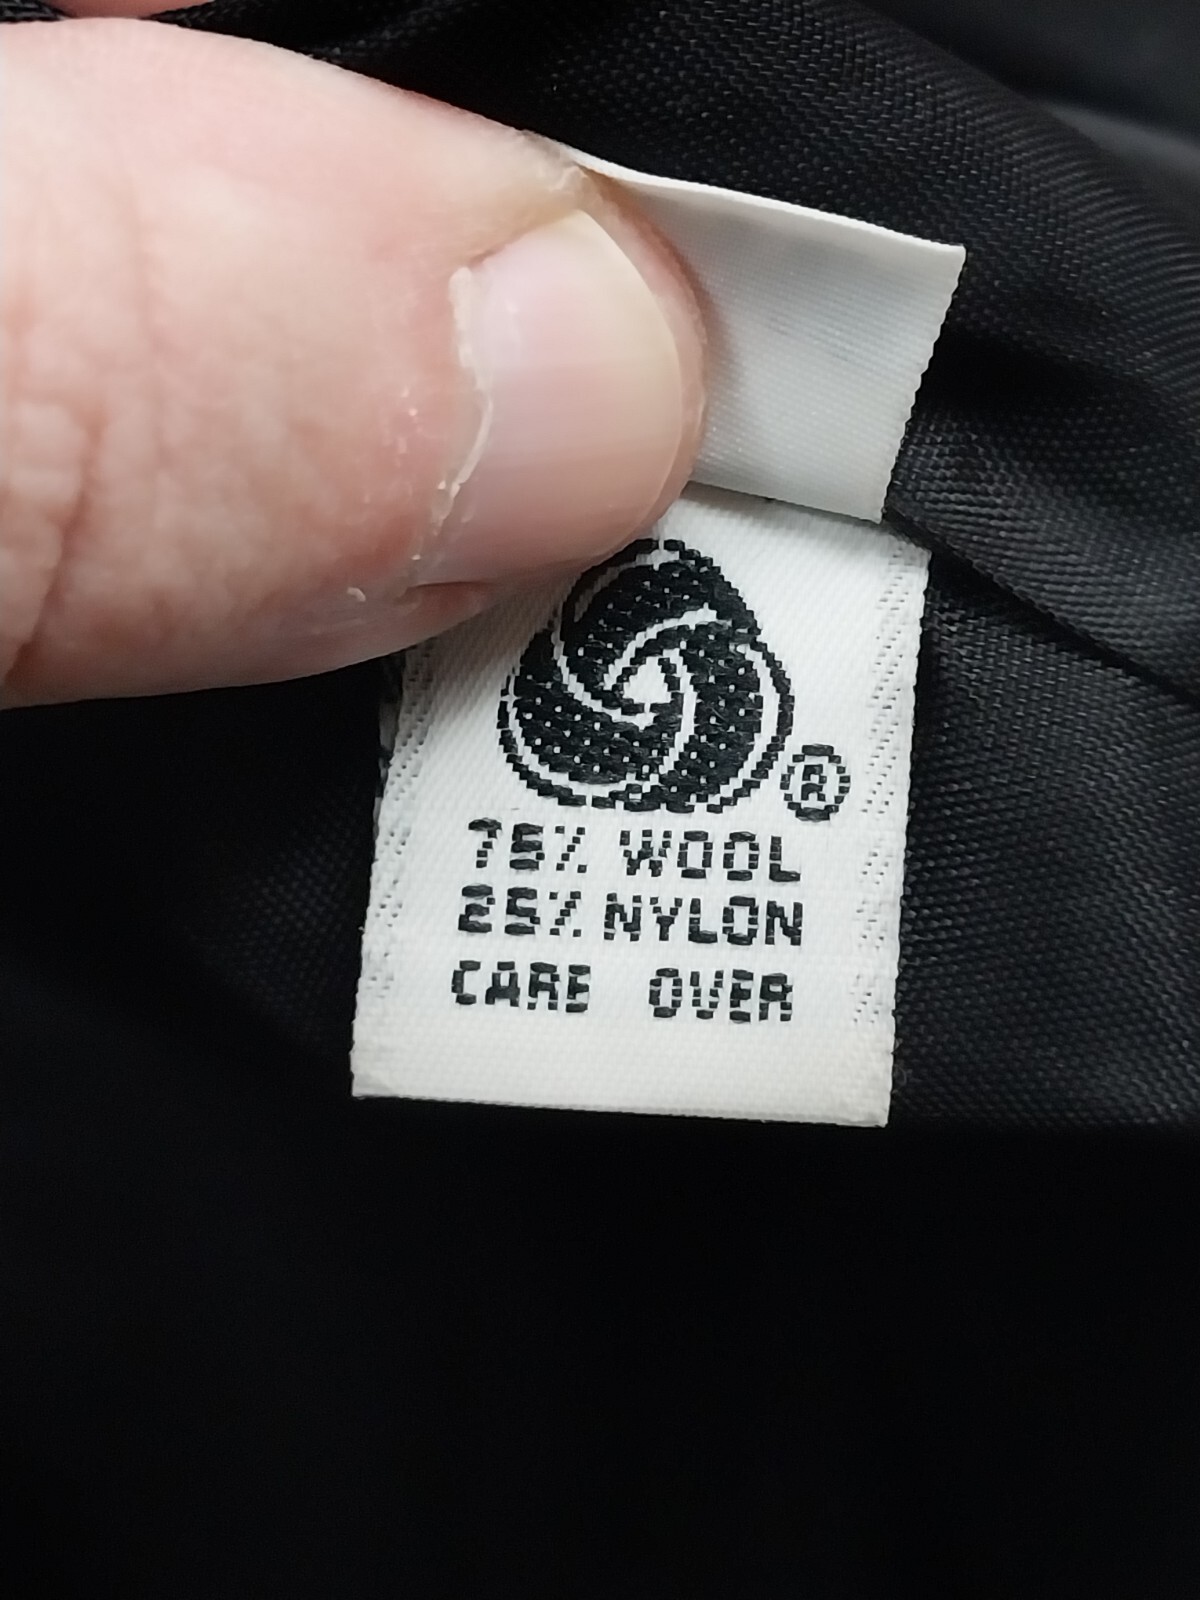 ®
75% WOOL
25% NYLON
CARE OVER